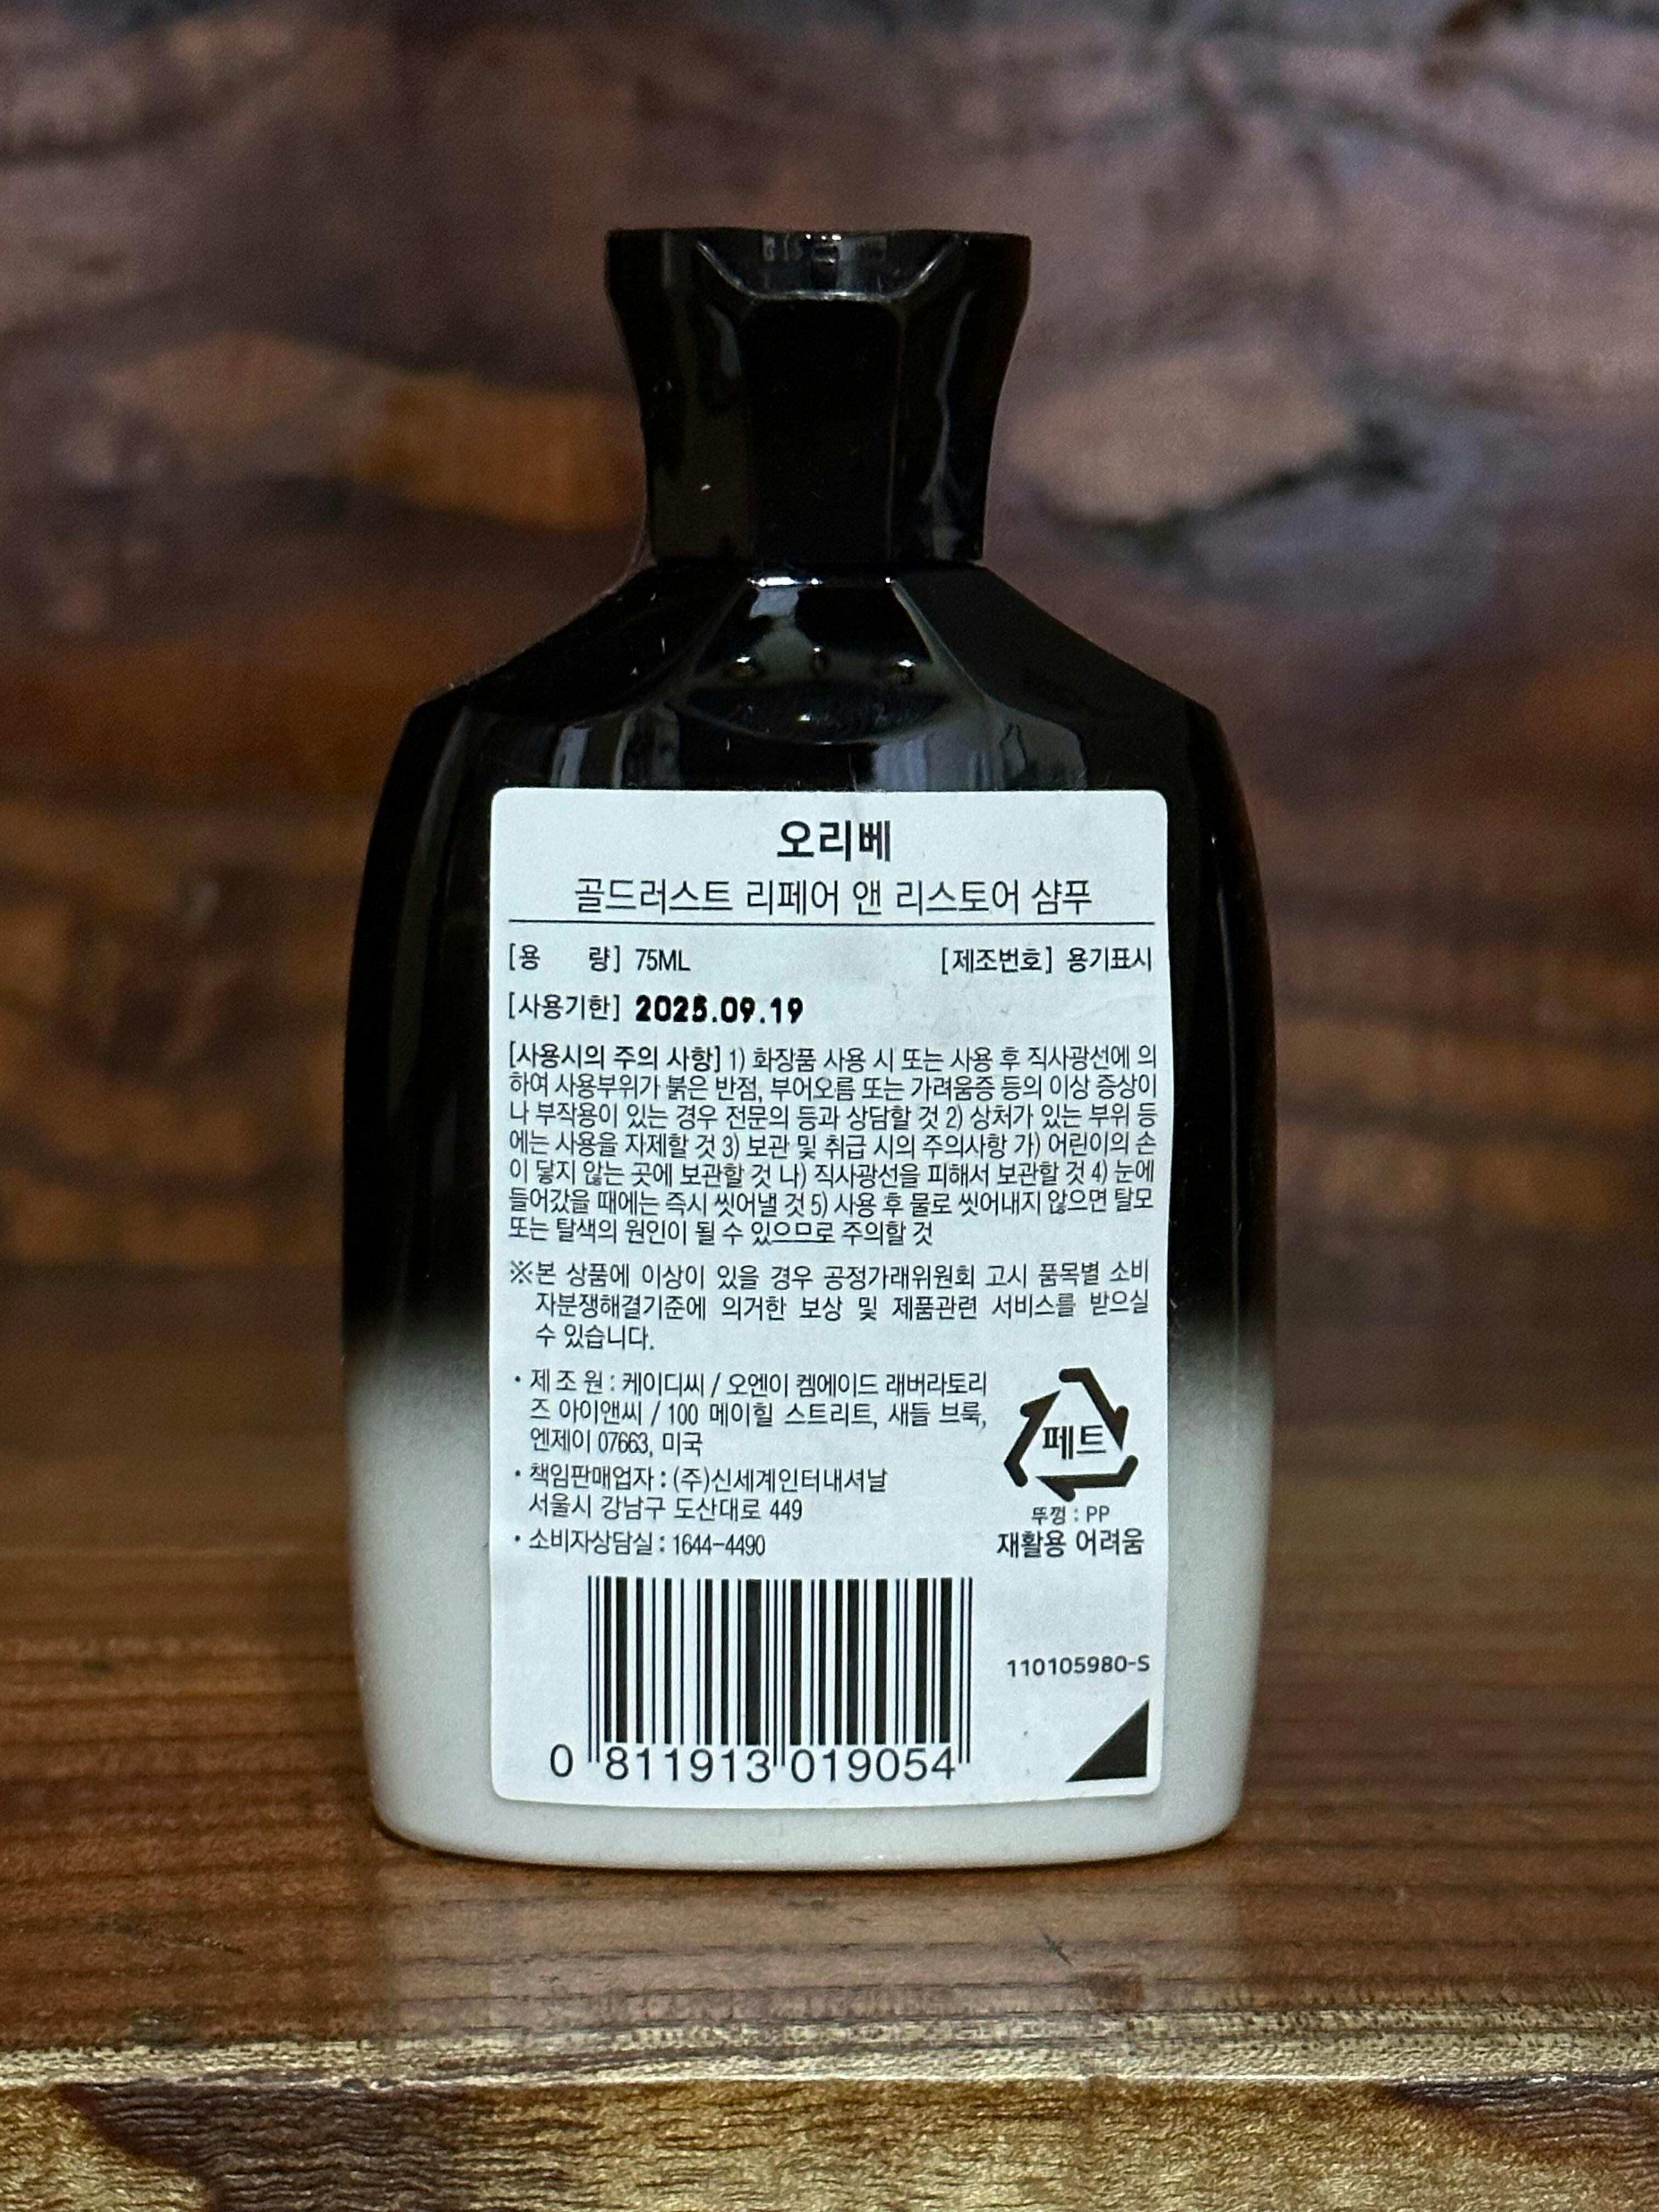 오리베
골드러스트 리페어 앤 리스토어 샴푸
[용 량] 75ML [제조번호] 용기표시
[사용기한] 2025.09.19
[사용시의 주의 사항] 1) 화장품 사용 시 또는 사용 후 직사광선에 의
하여 사용부위가 붉은 반점, 부어오름 또는 가려움증 등의 이상 증상이
나 부작용이 있는 경우 전문의 등과 상담할 것 2) 상처가 있는 부위 등
에는 사용을 자제할 것 3) 보관 및 취급 시의 주의사항 가) 어린이의 손
이 닿지 않는 곳에 보관할 것 나) 직사광선을 피해서 보관할 것 4) 눈에
들어갔을 때에는 즉시 씻어낼 것 5) 사용 후 물로 씻어내지 않으면 탈모
또는 탈색의 원인이 될 수 있으므로 주의할 것
※본 상품에 이상이 있을 경우 공정가래위원회 고시 품목별 소비
자분쟁해결기준에 의거한 보상 및 제품관련 서비스를 받으실
수 있습니다.
• 제 조 원 : 케이디씨 / 오엔이 켐에이드 래버라토리
즈 아이앤씨 / 100 메이힐 스트리트, 새들 브룩,
엔제이 07663, 미국
• 책임판매업자 : (주)신세계인터내셔날
서울시 강남구 도산대로 449
• 소비자상담실 : 1644-4490
페트
뚜껑 : PP
재활용 어려움
110105980-S
0 811913 019054